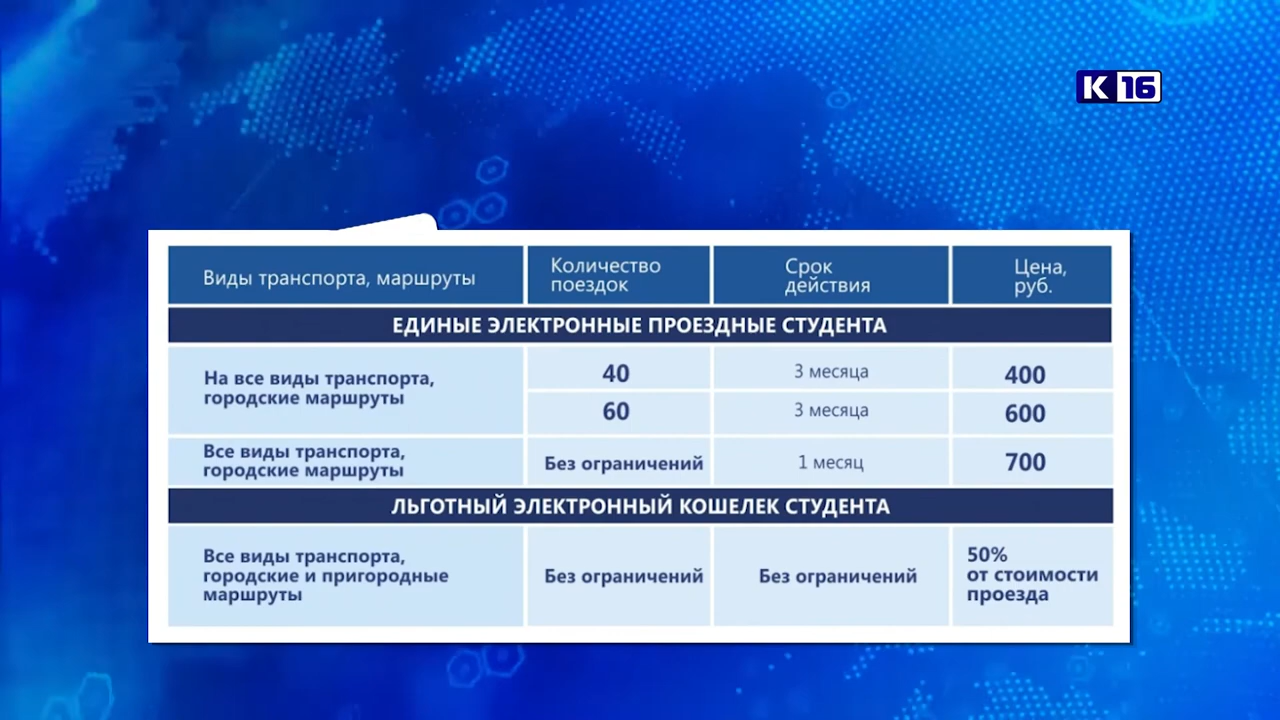 К 16
Виды транспорта, маршруты
Количество
поездок
Срок
действия
Цена,
руб.
ЕДИНЫЕ ЭЛЕКТРОННЫЕ ПРОЕЗДНЫЕ СТУДЕНТА
На все виды транспорта,
городские маршруты
40
3 месяца
400
60
3 месяца
600
Все виды транспорта,
городские маршруты
Без ограничений
1 месяц
700
ЛЬГОТНЫЙ ЭЛЕКТРОННЫЙ КОШЕЛЕК СТУДЕНТА
Все виды транспорта,
городские и пригородные
маршруты
Без ограничений
Без ограничений
50%
от стоимости
проезда